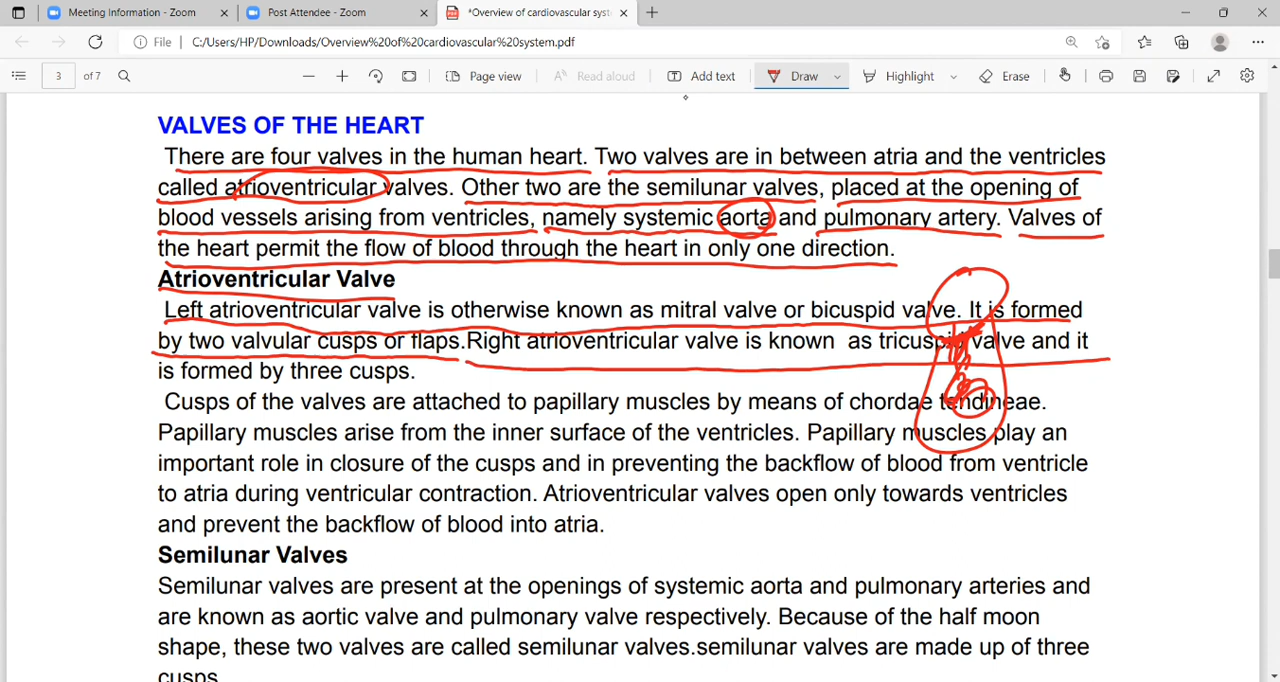 Meeting Information - Zoom
Post Attendee - Zoom
*Overview of cardiovascular syst
File
C:/Users/HP/Downloads/Overview%20of%20cardiovascular%20system.pdf
3 of 7
Page view
Read aloud
Add text
Draw
Highlight
Erase
VALVES OF THE HEART
There are four valves in the human heart. Two valves are in between atria and the ventricles
called atrioventricular valves. Other two are the semilunar valves, placed at the opening of
blood vessels arising from ventricles, namely systemic aorta and pulmonary artery. Valves of
the heart permit the flow of blood through the heart in only one direction.
Atrioventricular Valve
Left atrioventricular valve is otherwise known as mitral valve or bicuspid valve. It is formed
by two valvular cusps or flaps.Right atrioventricular valve is known as tricuspid valve and it
is formed by three cusps.
Cusps of the valves are attached to papillary muscles by means of chordae tendineae.
Papillary muscles arise from the inner surface of the ventricles. Papillary muscles play an
important role in closure of the cusps and in preventing the backflow of blood from ventricle
to atria during ventricular contraction. Atrioventricular valves open only towards ventricles
and prevent the backflow of blood into atria.
Semilunar Valves
Semilunar valves are present at the openings of systemic aorta and pulmonary arteries and
are known as aortic valve and pulmonary valve respectively. Because of the half moon
shape, these two valves are called semilunar valves.semilunar valves are made up of three
cusps